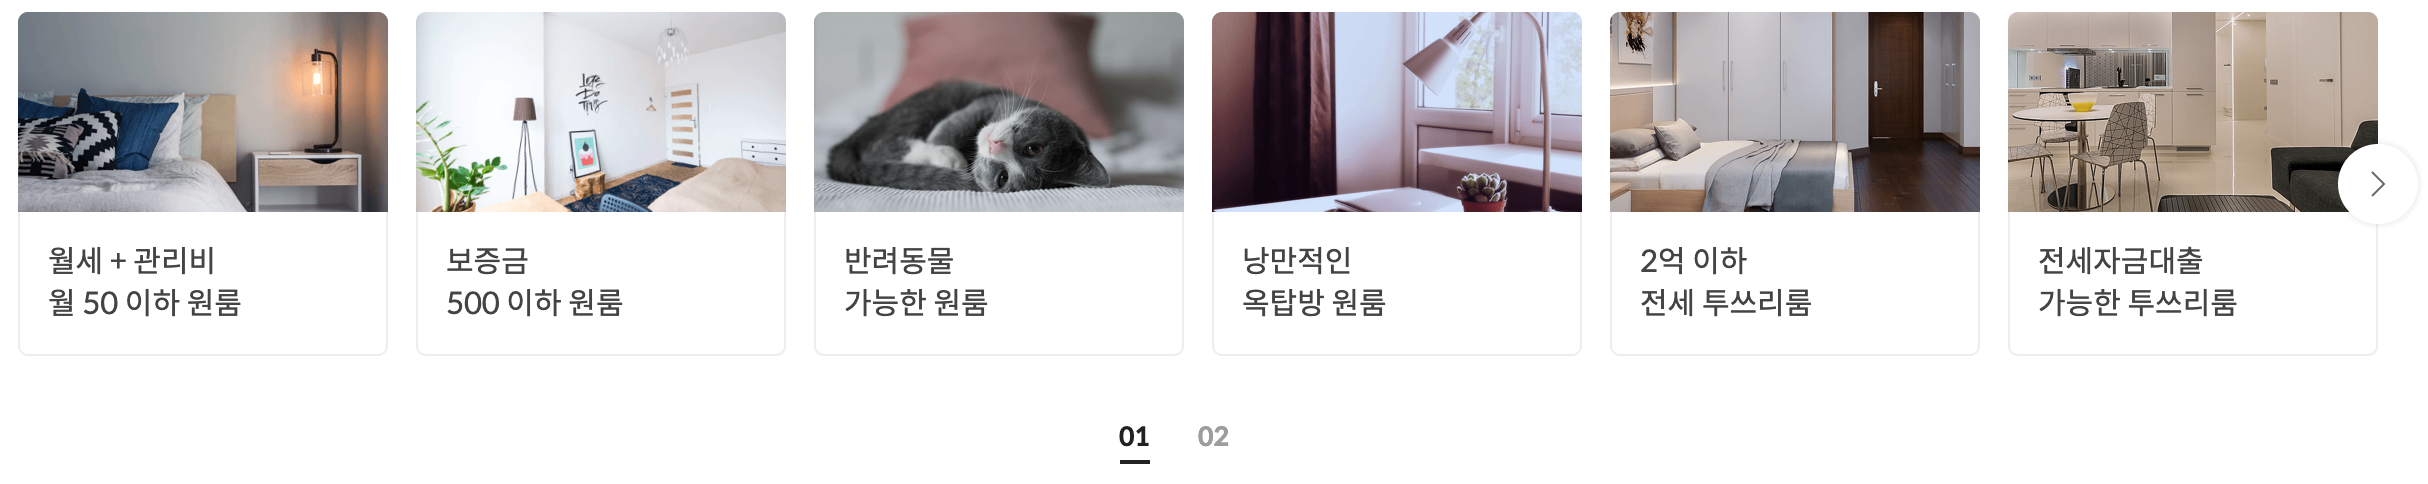 Let's
Do
This
월세 + 관리비
월 50 이하 원룸
보증금
500 이하 원룸
반려동물
가능한 원룸
낭만적인
옥탑방 원룸
2억 이하
전세 투쓰리룸
전세자금대출
가능한 투쓰리룸
01 02